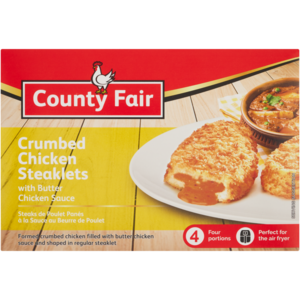 County Fair
Crumbed
Chicken
Steaklets
with Butter
Chicken Sauce
Steaks de Poulet Panés
à la Sauce au Beurre de Poulet
Formed crumbed chicken filled with butter chicken
sauce and shaped in regular steaklet
4 Four
portions
Perfect for
the air fryer